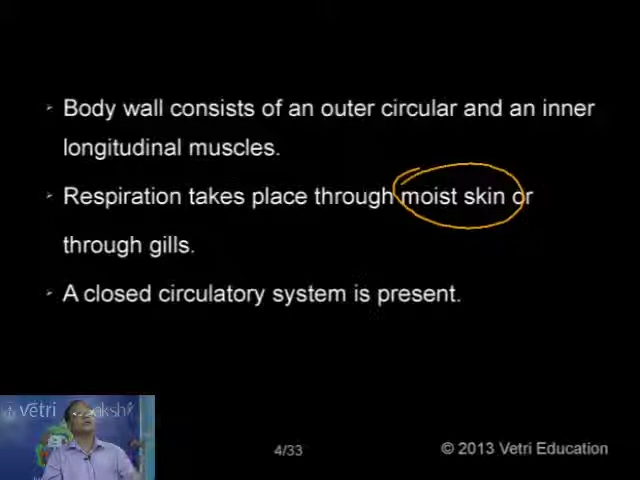 Body wall consists of an outer circular and an inner
longitudinal muscles.
Respiration takes place through moist skin or
through gills.
A closed circulatory system is present.
vetri
akshi
4/33
© 2013 Vetri Education